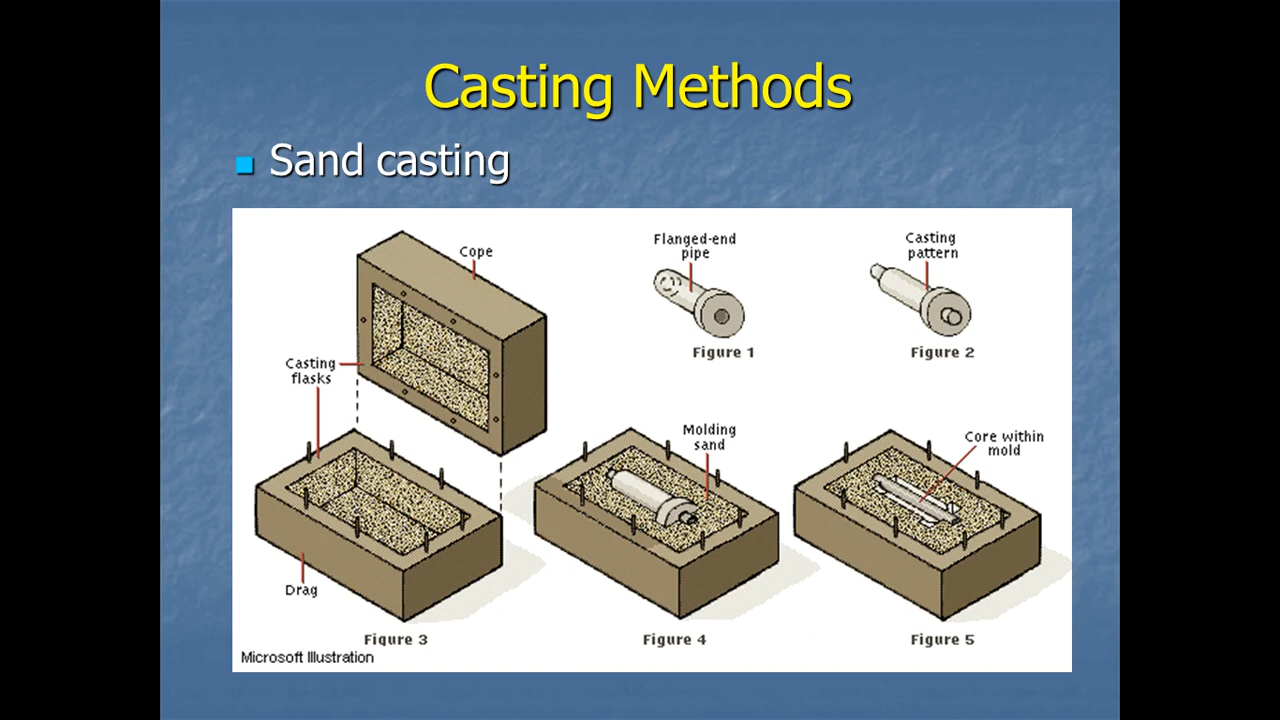 Casting Methods
Sand casting
Cope
Flanged-end
pipe
Figure 1
Casting
pattern
Figure 2
Casting
flasks
Drag
Figure 3
Molding
sand
Figure 4
Core within
mold
Figure 5
Microsoft Illustration